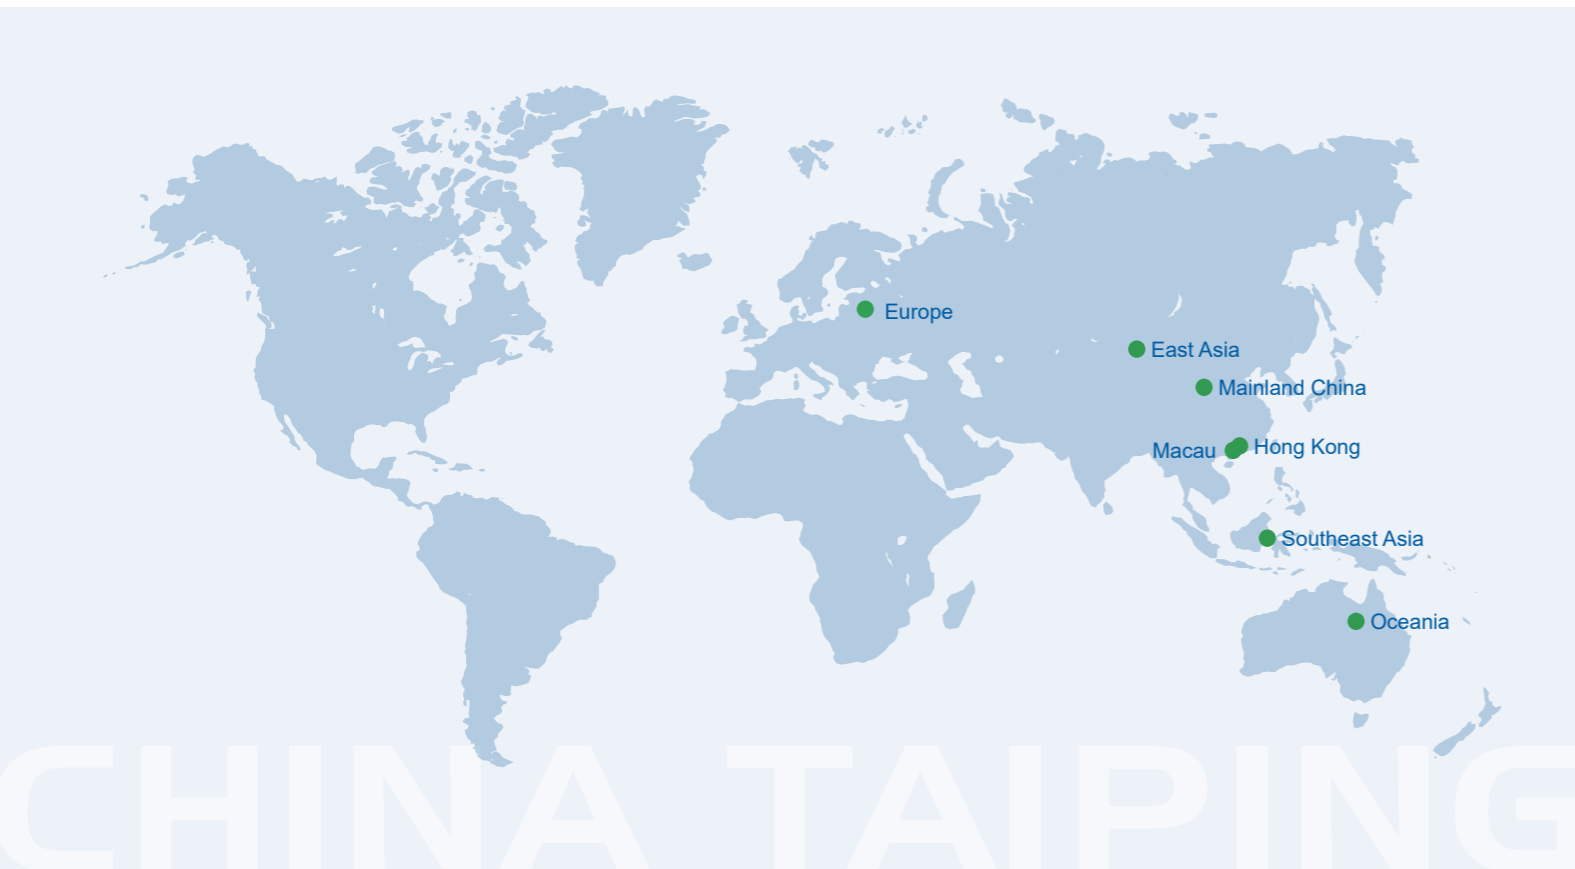 Europe
East Asia
Mainland China
Macau
Hong Kong
Southeast Asia
Oceania
CHINA TAIPING